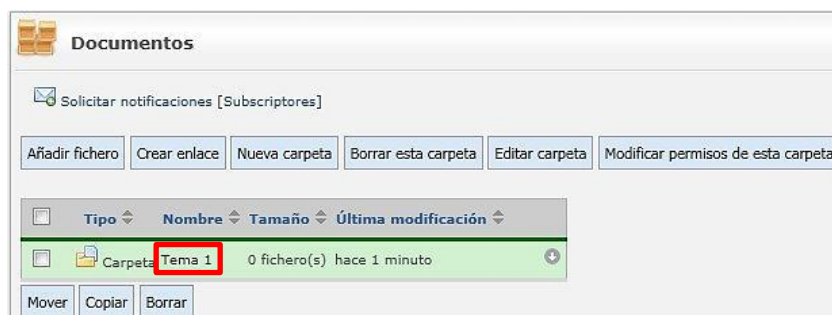 Documentos
Solicitar notificaciones [Subscriptores]
Añadir fichero Crear enlace Nueva carpeta Borrar esta carpeta Editar carpeta Modificar permisos de esta carpeta
Tipo Nombre Tamaño Última modificación
Carpeta Tema 1 0 fichero(s) hace 1 minuto
Mover Copiar Borrar